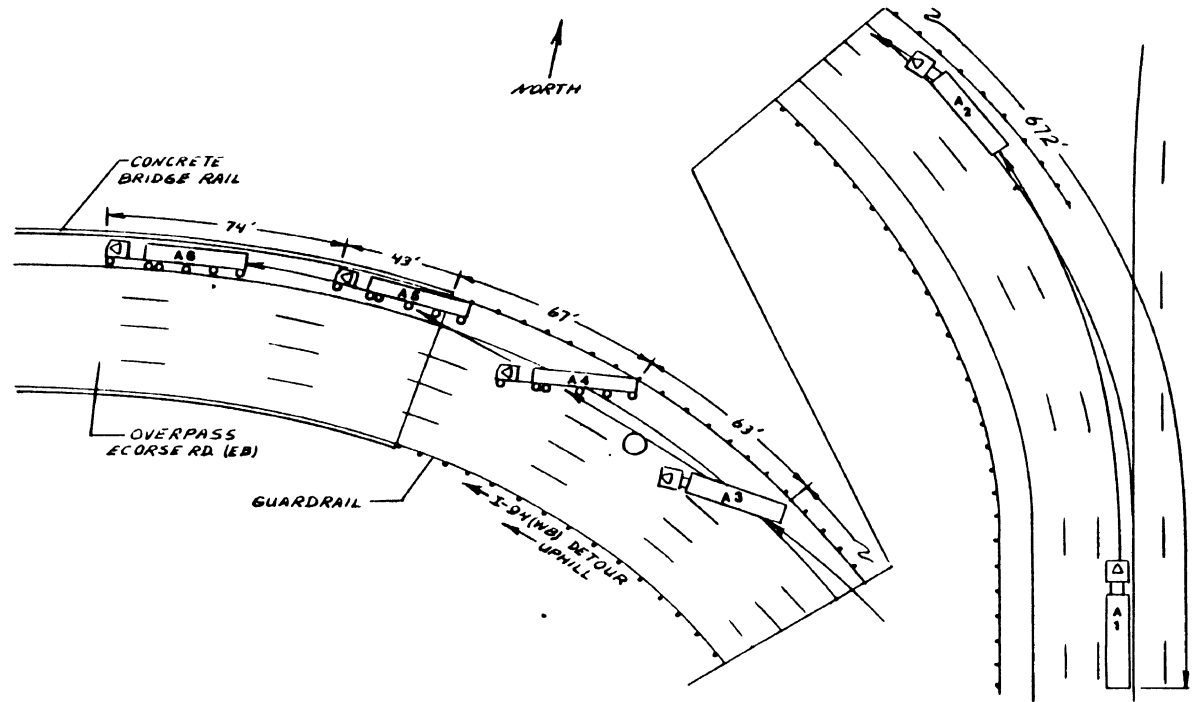 NORTH
CONCRETE
BRIDGE RAIL
74'
43'
67'
63'
672'
A6
A5
A4
A3
A2
A
1
OVERPASS
ECORSE RD. (EB)
GUARDRAIL
I-94(WB) DETOUR
UPHILL